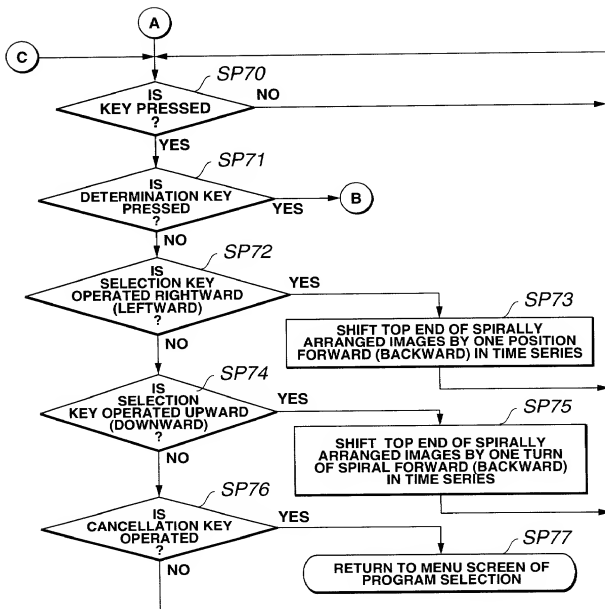 A
C
SP70
IS
KEY PRESSED
?
NO
YES
SP71
IS
DETERMINATION KEY
PRESSED
?
YES
B
NO
SP72
IS
SELECTION KEY
OPERATED RIGHTWARD
(LEFTWARD)
?
YES
NO
SP73
SHIFT TOP END OF SPIRALLY
ARRANGED IMAGES BY ONE POSITION
FORWARD (BACKWARD) IN TIME SERIES
SP74
IS
SELECTION
KEY OPERATED UPWARD
(DOWNWARD)
?
YES
NO
SP75
SHIFT TOP END OF SPIRALLY
ARRANGED IMAGES BY ONE TURN
OF SPIRAL FORWARD (BACKWARD)
IN TIME SERIES
SP76
IS
CANCELLATION KEY
OPERATED
?
YES
NO
SP77
RETURN TO MENU SCREEN OF
PROGRAM SELECTION